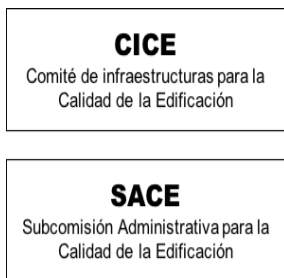 CICE
Comité de infraestructuras para la
Calidad de la Edificación
SACE
Subcomisión Administrativa para la
Calidad de la Edificación